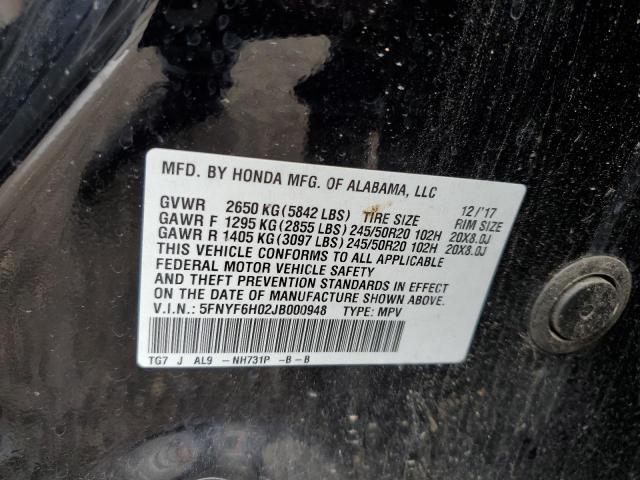 MFD. BY HONDA MFG. OF ALABAMA, LLC
12/'17
GVWR 2650 KG(5842 LBS) TIRE SIZE RIM SIZE
GAWR F 1295 KG(2855 LBS)245/50R20 102H 20X8.0J
GAWR R 1405 KG(3097 LBS)245/50R20 102H 20X8.0J
THIS VEHICLE CONFORMS TO ALL APPLICABLE
FEDERAL MOTOR VEHICLE SAFETY
AND THEFT PREVENTION STANDARDS IN EFFECT
ON THE DATE OF MANUFACTURE SHOWN ABOVE.
V.I.N.: 5FNYF6H02JB000948 TYPE: MPV
TG7 J AL9 -NH731P -B-B